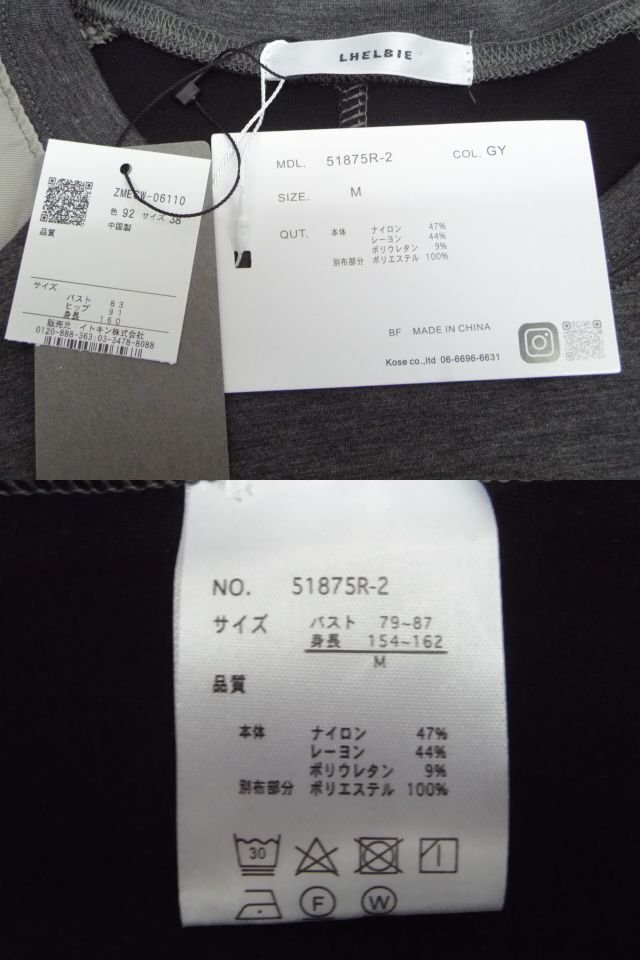 LHELBIE
ZMECW-06110
色 92 サイズ 38
中国製
品質
サイズ
バスト 83
ヒップ 91
身長 160
販売元：イトキン株式会社
0120-888-363:03-3478-8088
MDL. 51875R-2 COL. GY
SIZE. M
QUT. 本体 ナイロン 47%
レーヨン 44%
ポリウレタン 9%
別布部分 ポリエステル 100%
BF MADE IN CHINA
Kose co.,ltd 06-6696-6631
NO. 51875R-2
サイズ バスト 79~87
身長 154~162
M
品質
本体 ナイロン 47%
レーヨン 44%
ポリウレタン 9%
別布部分 ポリエステル 100%
30
F W